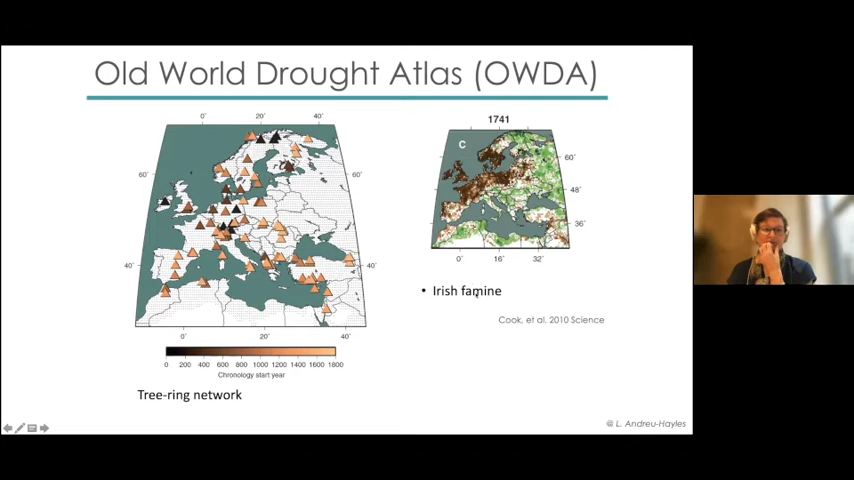 Old World Drought Atlas (OWDA)
0° 20° 40°
60° 60°
40° 40°
0° 20° 40°
0 200 400 600 800 1000 1200 1400 1600 1800
Chronology start year
Tree-ring network
1741
C
60°
48°
36°
0° 16° 32°
• Irish famine
Cook, et al. 2010 Science
@ L. Andreu-Hayles